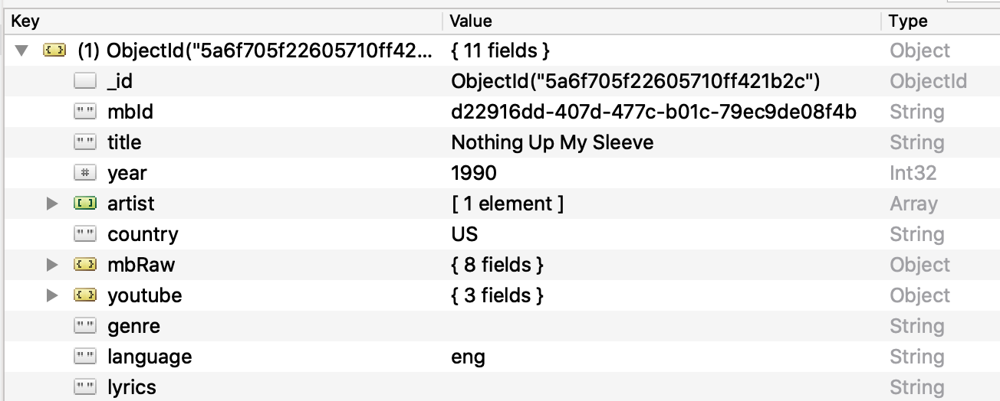 Key Value Type
(1) ObjectId("5a6f705f22605710ff42... { 11 fields } Object
_id ObjectId("5a6f705f22605710ff421b2c") ObjectId
mbId d22916dd-407d-477c-b01c-79ec9de08f4b String
title Nothing Up My Sleeve String
year 1990 Int32
artist [ 1 element ] Array
country US String
mbRaw { 8 fields } Object
youtube { 3 fields } Object
genre String
language eng String
lyrics String